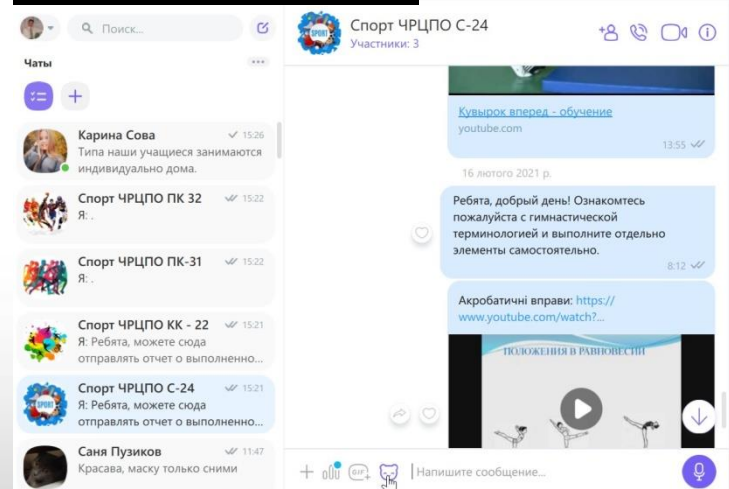 Поиск...
Чаты
Карина Сова
15:26
Типа наши учащиеся занимаются
индивидуально дома.
Спорт ЧРЦПО ПК 32
15:22
Я: .
Спорт ЧРЦПО ПК-31
15:22
Я: .
Спорт ЧРЦПО КК - 22
15:21
Я: Ребята, можете сюда
отправлять отчет о выполненно...
SPORT
Спорт ЧРЦПО С-24
15:21
Я: Ребята, можете сюда
отправлять отчет о выполненно...
Саня Пузиков
11:47
Красава, маску только сними
SPORT
Спорт ЧРЦПО С-24
Участники: 3
Кувырок вперед - обучение
youtube.com
13:55
16 лютого 2021 р.
Ребята, добрый день! Ознакомтесь
пожалуйста с гимнастической
терминологией и выполните отдельно
элементы самостоятельно.
8:12
Акробатичні вправи: https://
www.youtube.com/watch?...
ПОЛОЖЕНИЯ В РАВНОВЕСИИ
GIF
Напишите сообщение...